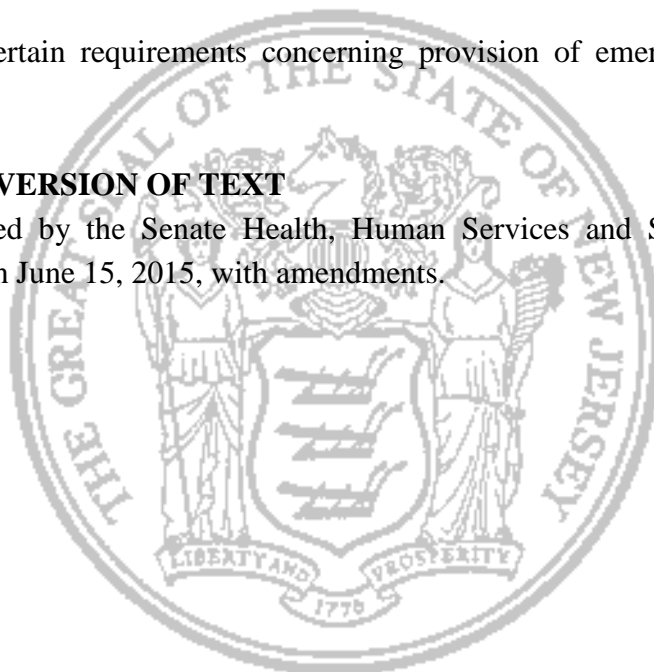 ertain requirements concerning provision of emer
VERSION OF TEXT
ed by the Senate Health, Human Services and S
n June 15, 2015, with amendments.
THE GREAT SEAL OF THE STATE OF NEW JERSEY
LIBERTY AND PROSPERITY
1776